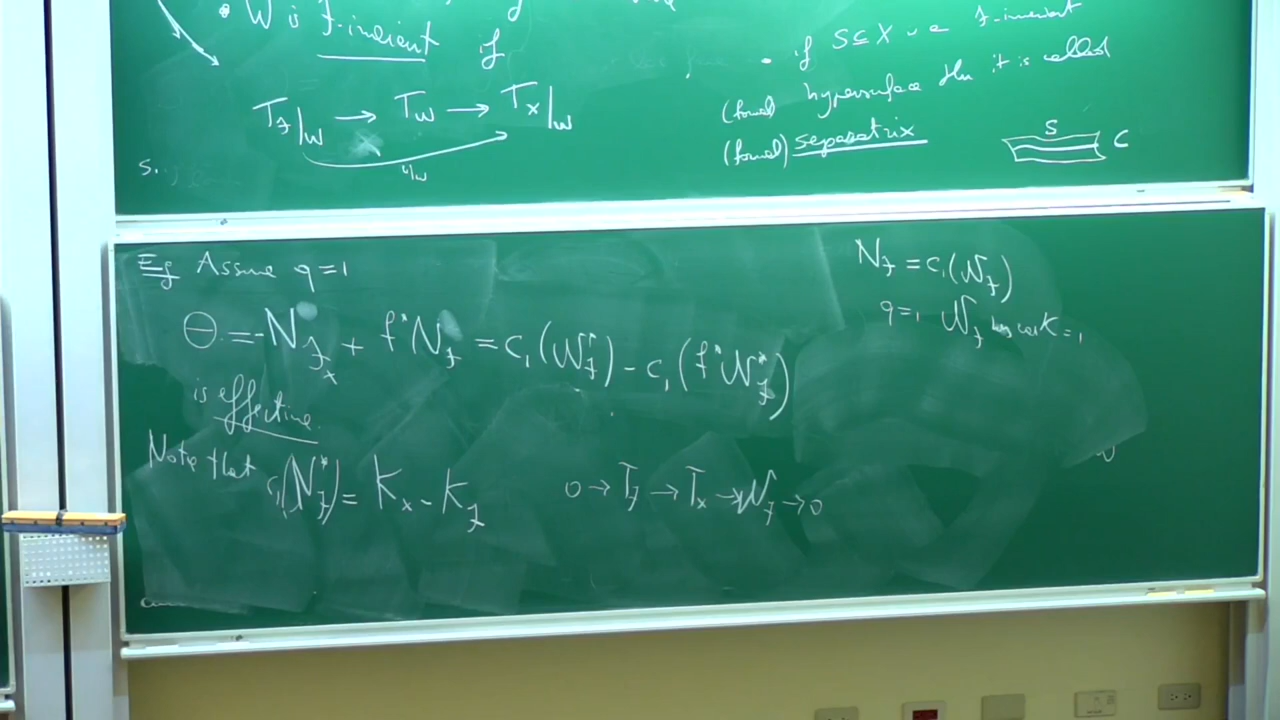 • W is F-invariant if
T_F|_W → T_W → T_X|_W
u_W
S.
• if S ⊆ X is a F-invariant
(formal) hypersurface then it is called
(formal) separatrix
S C
Eg Assume q=1
Θ = -N_{F_X} + f^*N_F = c_1(N_F^*) - c_1(f^*N_F^*)
is effective.
Note that c_1(N_F^*) = K_X - K_F
0 → T_F → T_X → N_F → 0
N_F = c_1(N_F)
q=1 N_F has rank=1